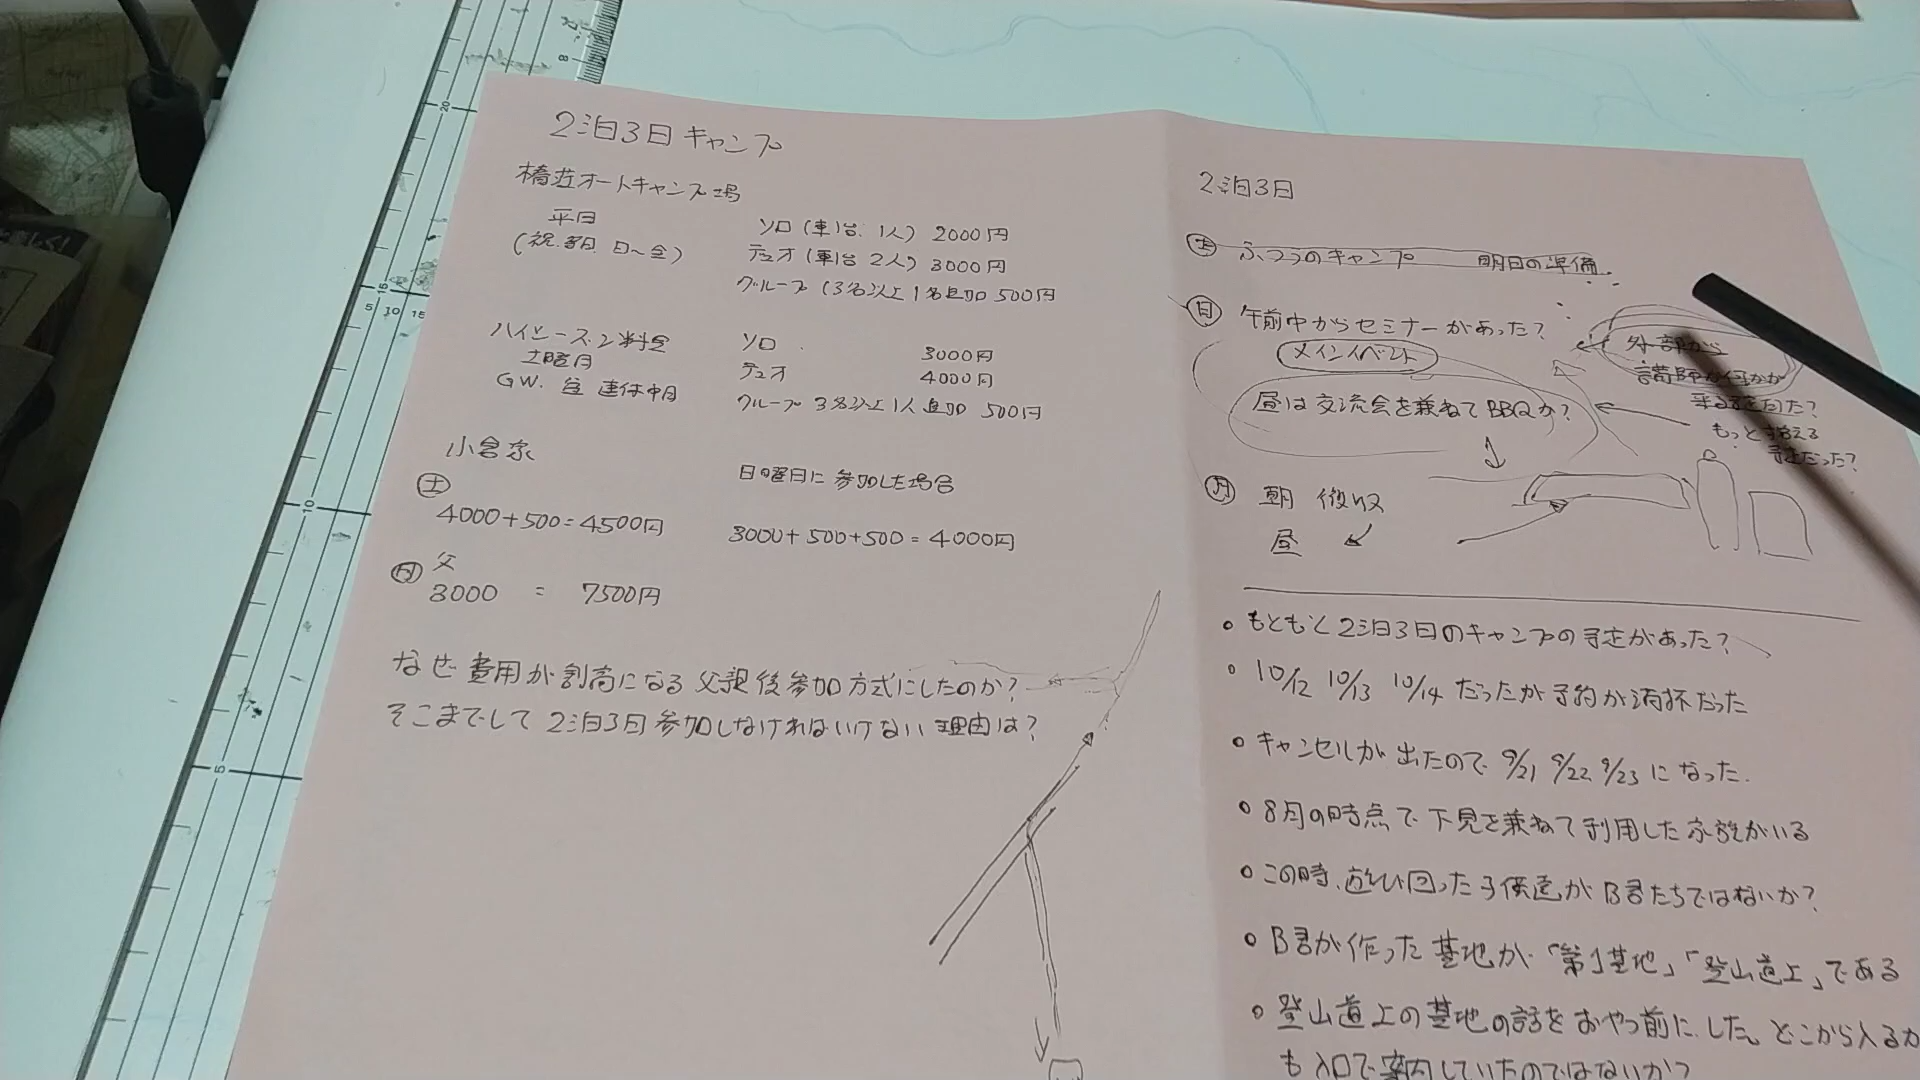 2泊3日 キャンプ
橋荘オートキャンプ場
平日
(祝翌日 日〜金)
ソロ (車1台 1人) 2000円
デュオ (車1台 2人) 3000円
グループ (3名以上 1名追加 500円
ハイシーズン料金
土曜日
GW. 盆 連休中日
ソロ 3000円
デュオ 4000円
グループ 3名以上 1人追加 500円
小倉家
土
4000+500=4500円
日曜日に参加した場合
3000+500+500=4000円
父
3000 = 7500円
なぜ費用が割高になる父親後参加方式にしたのか?
そこまでして2泊3日参加しなければいけない理由は?
2泊3日
土 ふつうのキャンプ 明日の準備
日 午前中からセミナーがあった?
メインイベント
外部から
講師か何かが
来る予定だった?
もっと増える
予定だった?
昼は交流会を兼ねてBBQか?
月 朝 撤収
昼
もともと2泊3日のキャンプの予定があった?
10/12 10/13 10/14 だったが予約が満杯だった
キャンセルが出たので 9/21 9/22 9/23 になった.
8月の時点で下見を兼ねて利用した家族がいる
この時、遊び回った子供達がB君たちではないか?
B君が作った基地が「第1基地」「登山道上」である
登山道上の基地の話をおやつ前にした。どこから入るか
も入口で案内していたのではないか?
20
15
5 10 15
10
5
8